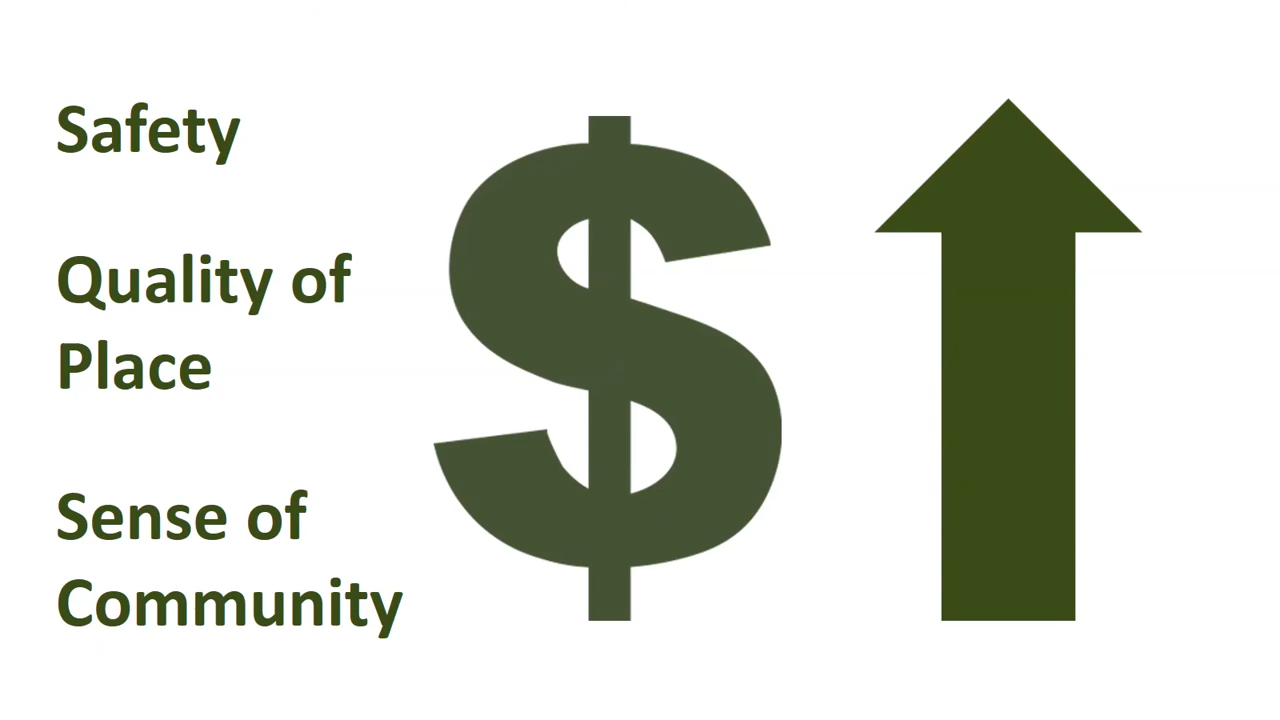 Safety
Quality of
Place
Sense of
Community
$